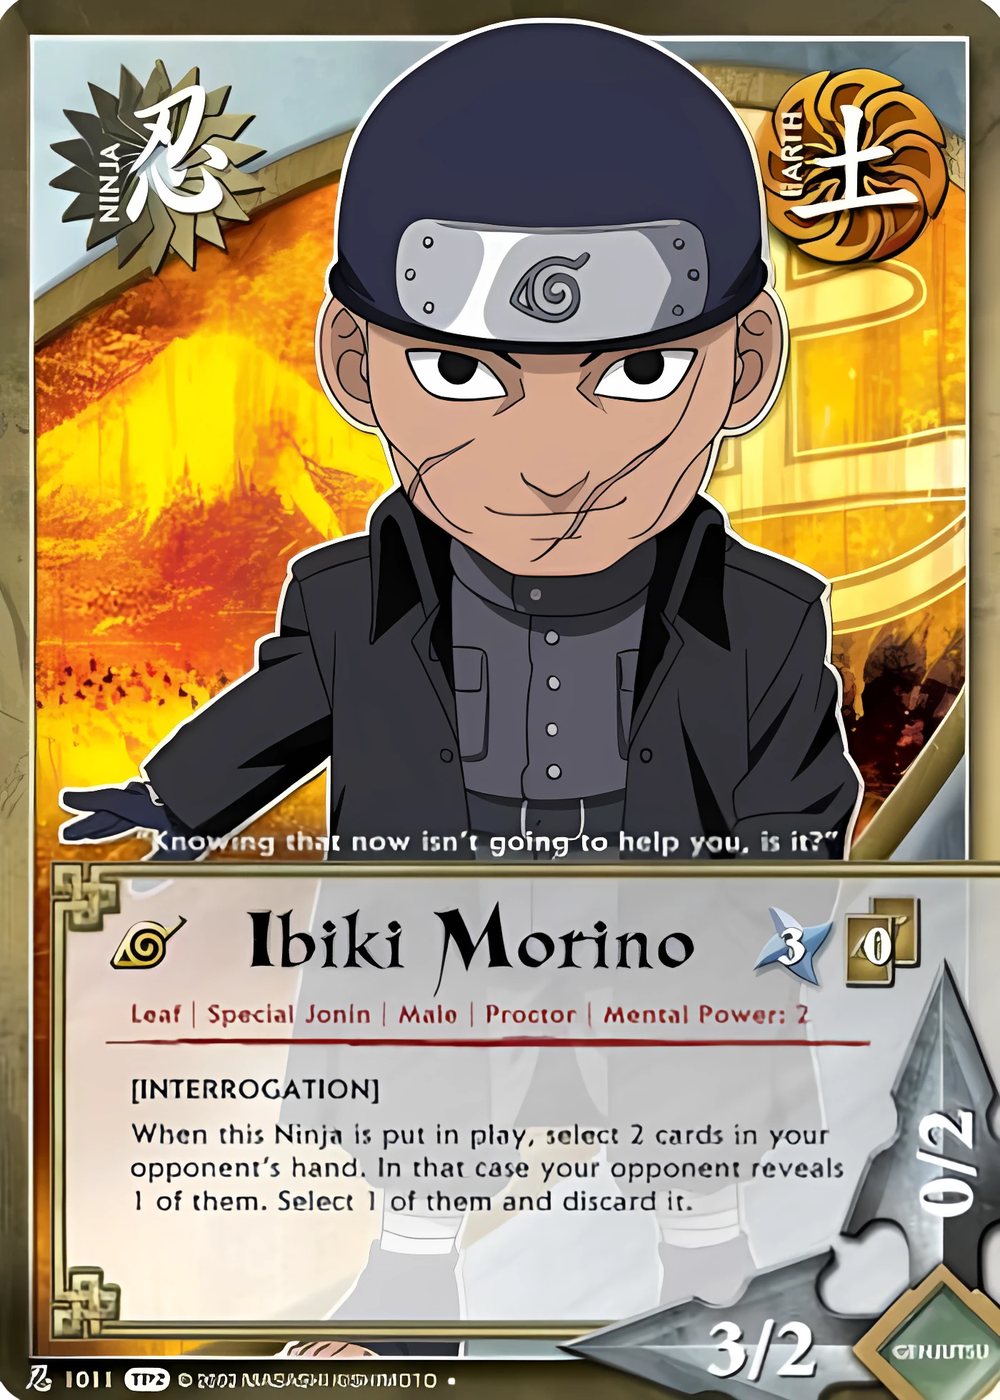 NINJA
忍
EARTH
土
"Knowing that now isn't going to help you, is it?"
Ibiki Morino
3
0
Leaf | Special Jonin | Male | Proctor | Mental Power: 2
[INTERROGATION]
When this Ninja is put in play, select 2 cards in your
opponent's hand. In that case your opponent reveals
1 of them. Select 1 of them and discard it.
0/2
3/2
GENJUTSU
忍 1011 TP2 ©